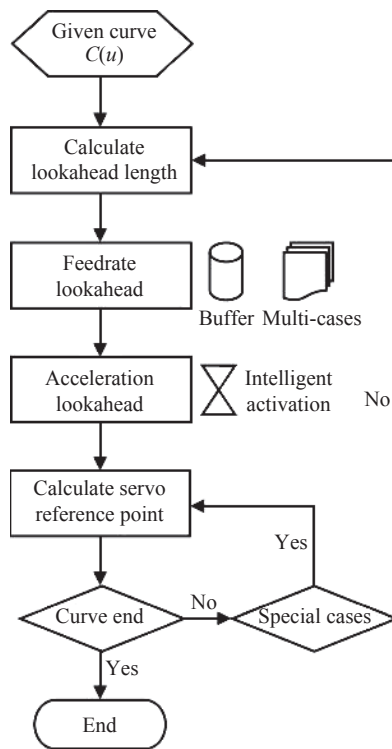 Given curve
C(u)
Calculate
lookahead length
Feedrate
lookahead
Buffer Multi-cases
Acceleration
lookahead
Intelligent
activation
No
Calculate servo
reference point
Yes
Curve end
No
Special cases
Yes
End